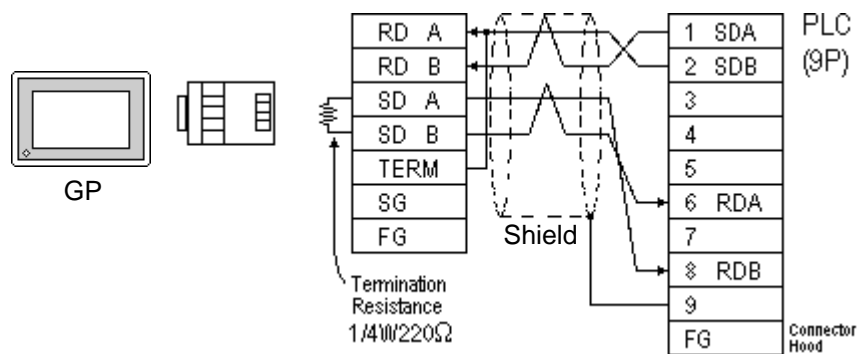 GP
RD A
RD B
SD A
SD B
TERM
SG
FG
Termination
Resistance
1/4W220Ω
Shield
1 SDA
2 SDB
3
4
5
6 RDA
7
8 RDB
9
FG
PLC
(9P)
Connector
Hood